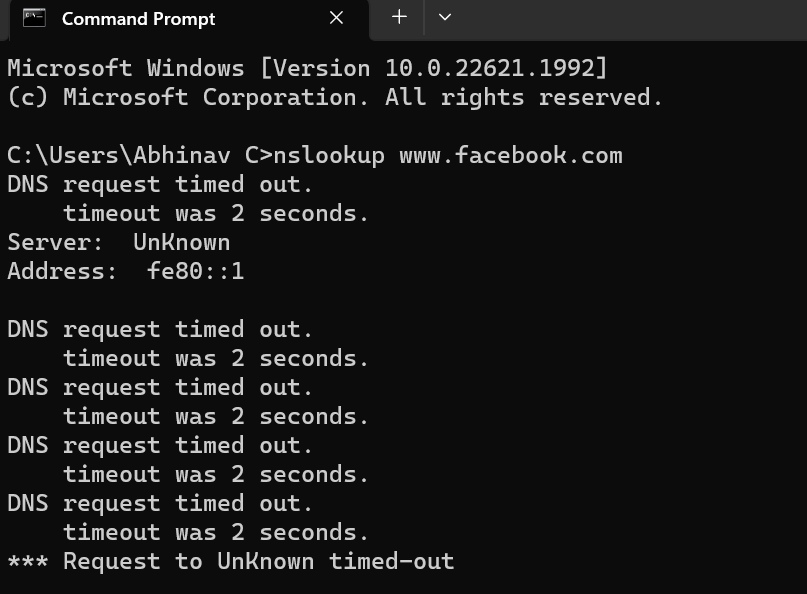 Command Prompt
Microsoft Windows [Version 10.0.22621.1992]
(c) Microsoft Corporation. All rights reserved.
C:\Users\Abhinav C>nslookup www.facebook.com
DNS request timed out.
    timeout was 2 seconds.
Server:  UnKnown
Address:  fe80::1
DNS request timed out.
    timeout was 2 seconds.
DNS request timed out.
    timeout was 2 seconds.
DNS request timed out.
    timeout was 2 seconds.
DNS request timed out.
    timeout was 2 seconds.
*** Request to UnKnown timed-out